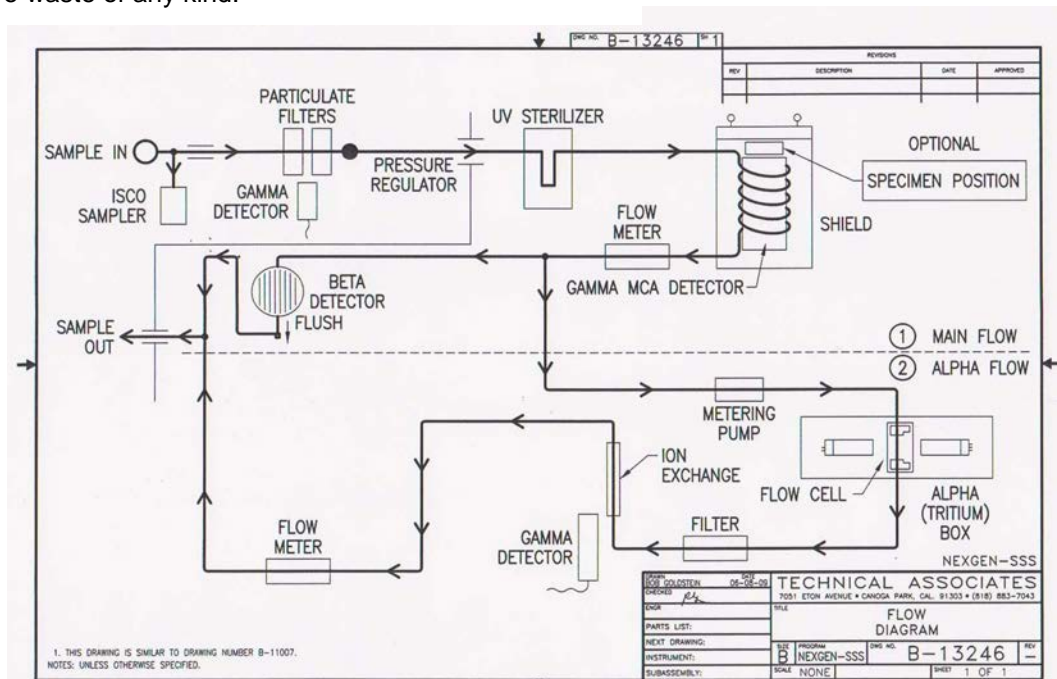 waste of any kind.
DWG NO. B-13246 SH 1
REVISIONS
REV DESCRIPTION DATE APPROVED
PARTICULATE
FILTERS
UV STERILIZER
OPTIONAL
SAMPLE IN
PRESSURE
REGULATOR
SPECIMEN POSITION
ISCO
SAMPLER
GAMMA
DETECTOR
FLOW
METER
SHIELD
BETA
DETECTOR
GAMMA MCA DETECTOR
FLUSH
SAMPLE
OUT
1 MAIN FLOW
2 ALPHA FLOW
METERING
PUMP
ION
EXCHANGE
FLOW CELL
ALPHA
(TRITIUM)
BOX
FLOW
METER
GAMMA
DETECTOR
FILTER
NEXGEN-SSS
DRAWN DATE
BOB GOLDSTEIN 06-08-09
CHECKED
ENGR
PARTS LIST:
NEXT DRAWING:
INSTRUMENT:
SUBASSEMBLY:
TECHNICAL ASSOCIATES
7051 ETON AVENUE • CANOGA PARK, CAL. 91303 • (818) 883-7043
TITLE
FLOW
DIAGRAM
SIZE B PROGRAM NEXGEN-SSS DWG NO. B-13246 REV –
SCALE NONE SHEET 1 OF 1
1. THIS DRAWING IS SIMILAR TO DRAWING NUMBER B-11007.
NOTES: UNLESS OTHERWISE SPECIFIED.